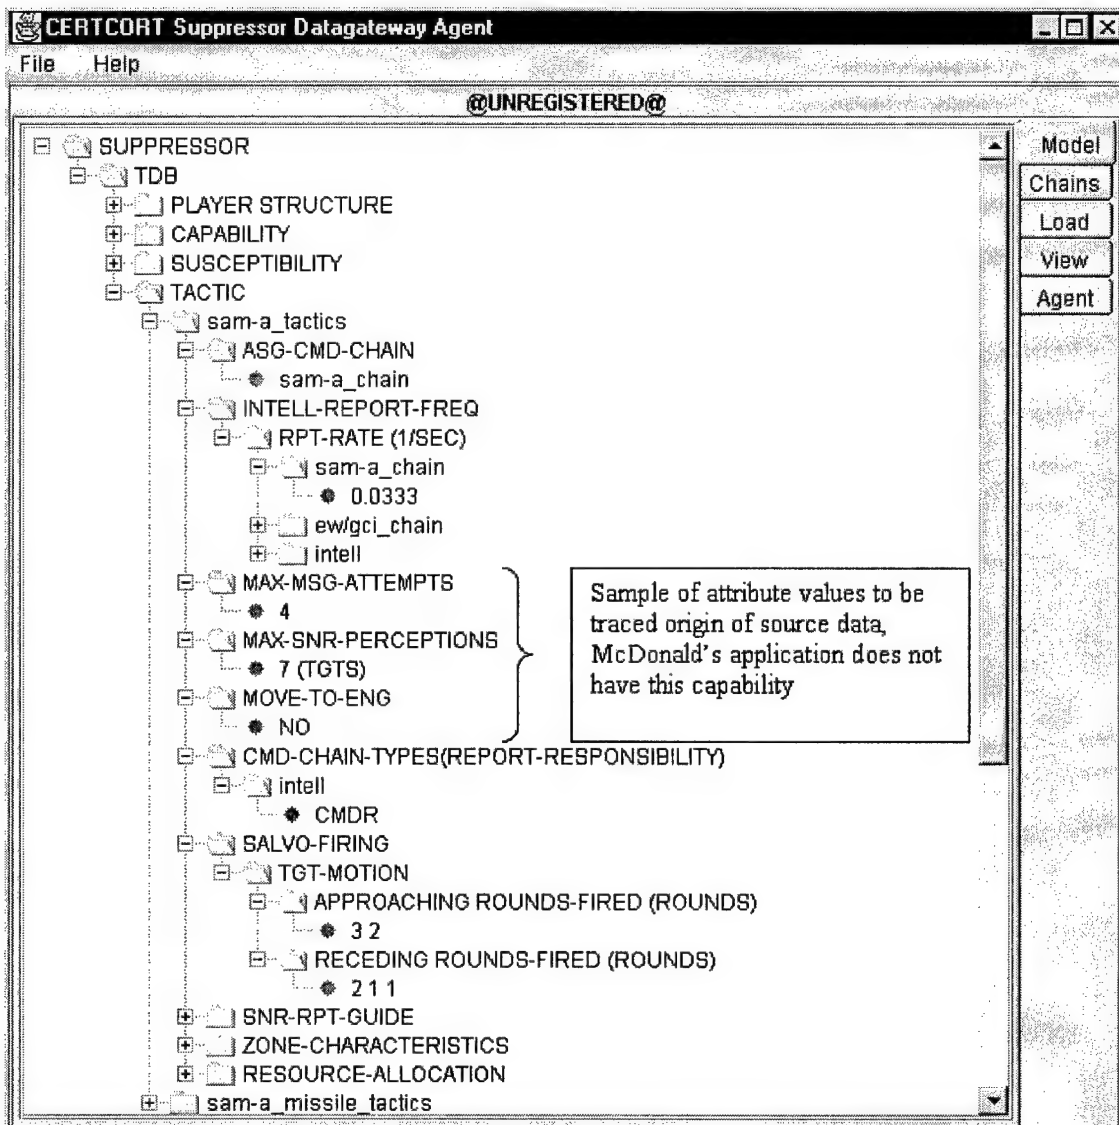 CERTCORT Suppressor Datagateway Agent
File Help
@UNREGISTERED@
SUPPRESSOR
TDB
PLAYER STRUCTURE
CAPABILITY
SUSCEPTIBILITY
TACTIC
sam-a_tactics
ASG-CMD-CHAIN
sam-a_chain
INTELL-REPORT-FREQ
RPT-RATE (1/SEC)
sam-a_chain
0.0333
ew/gci_chain
intell
MAX-MSG-ATTEMPTS
4
MAX-SNR-PERCEPTIONS
7 (TGTS)
MOVE-TO-ENG
NO
CMD-CHAIN-TYPES(REPORT-RESPONSIBILITY)
intell
CMDR
SALVO-FIRING
TGT-MOTION
APPROACHING ROUNDS-FIRED (ROUNDS)
3 2
RECEDING ROUNDS-FIRED (ROUNDS)
2 1 1
SNR-RPT-GUIDE
ZONE-CHARACTERISTICS
RESOURCE-ALLOCATION
sam-a_missile_tactics
Sample of attribute values to be
traced origin of source data,
McDonald's application does not
have this capability
Model
Chains
Load
View
Agent